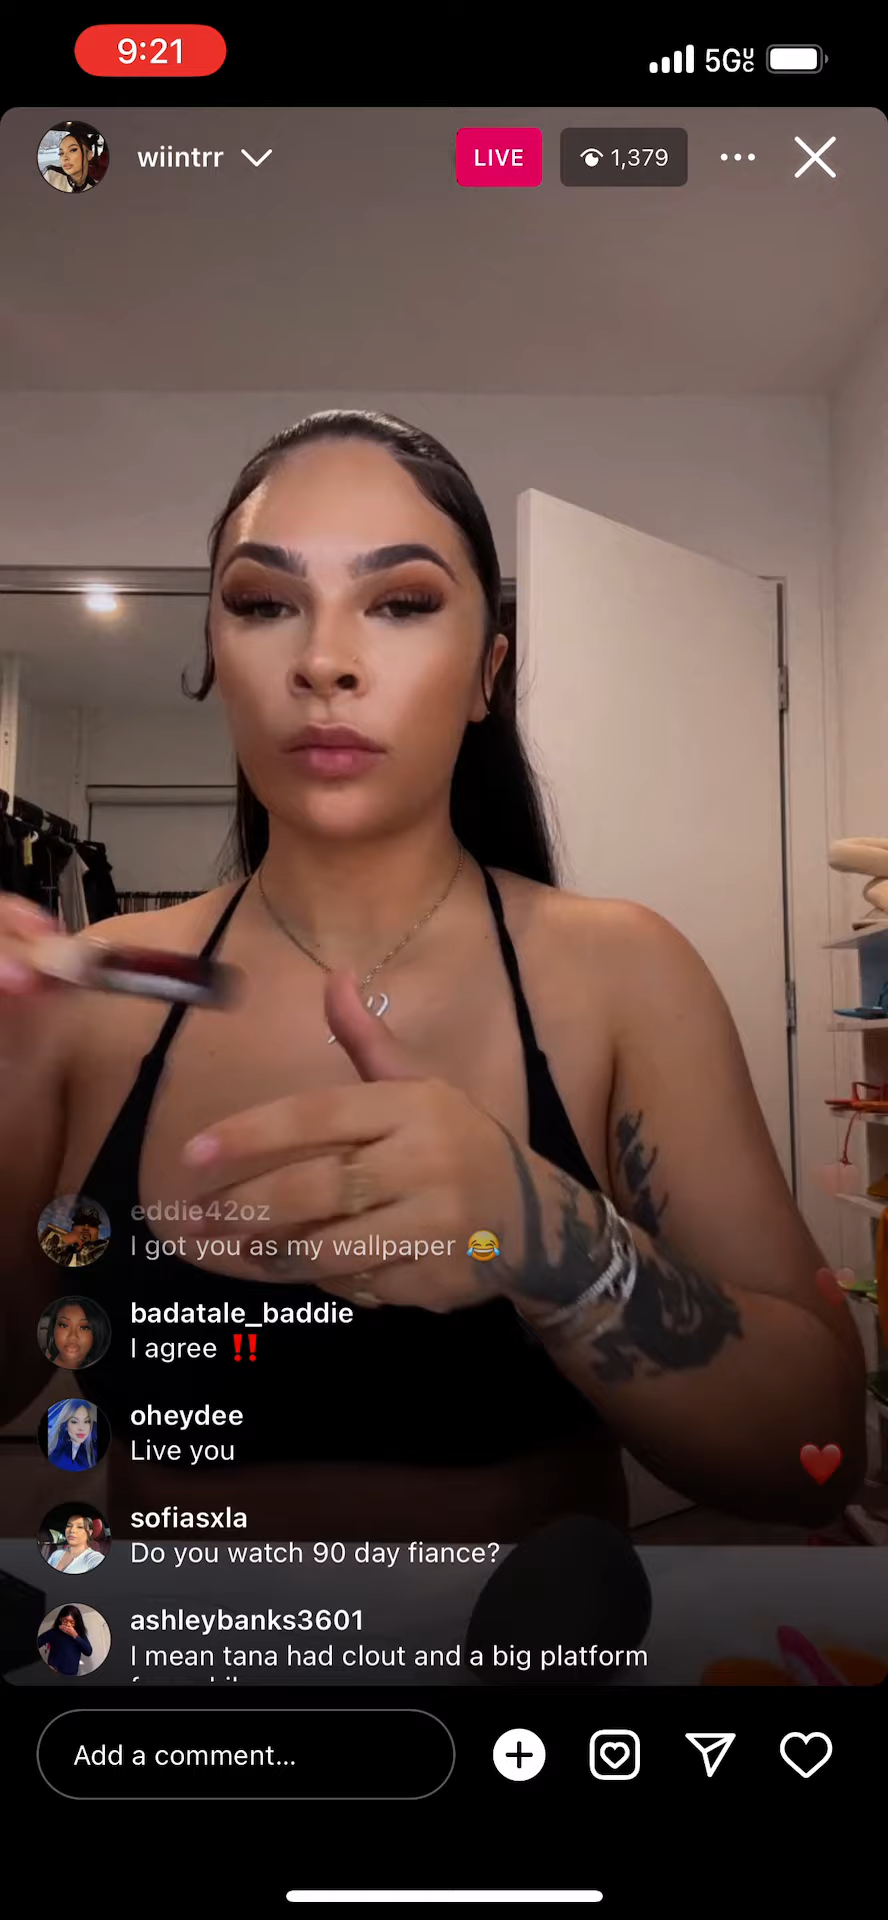 9:21
5G UC
wiintrr
LIVE
1,379
eddie42oz
I got you as my wallpaper 😂
badatale_baddie
I agree ‼️
oheydee
Live you
sofiasxla
Do you watch 90 day fiance?
ashleybanks3601
I mean tana had clout and a big platform
Add a comment...